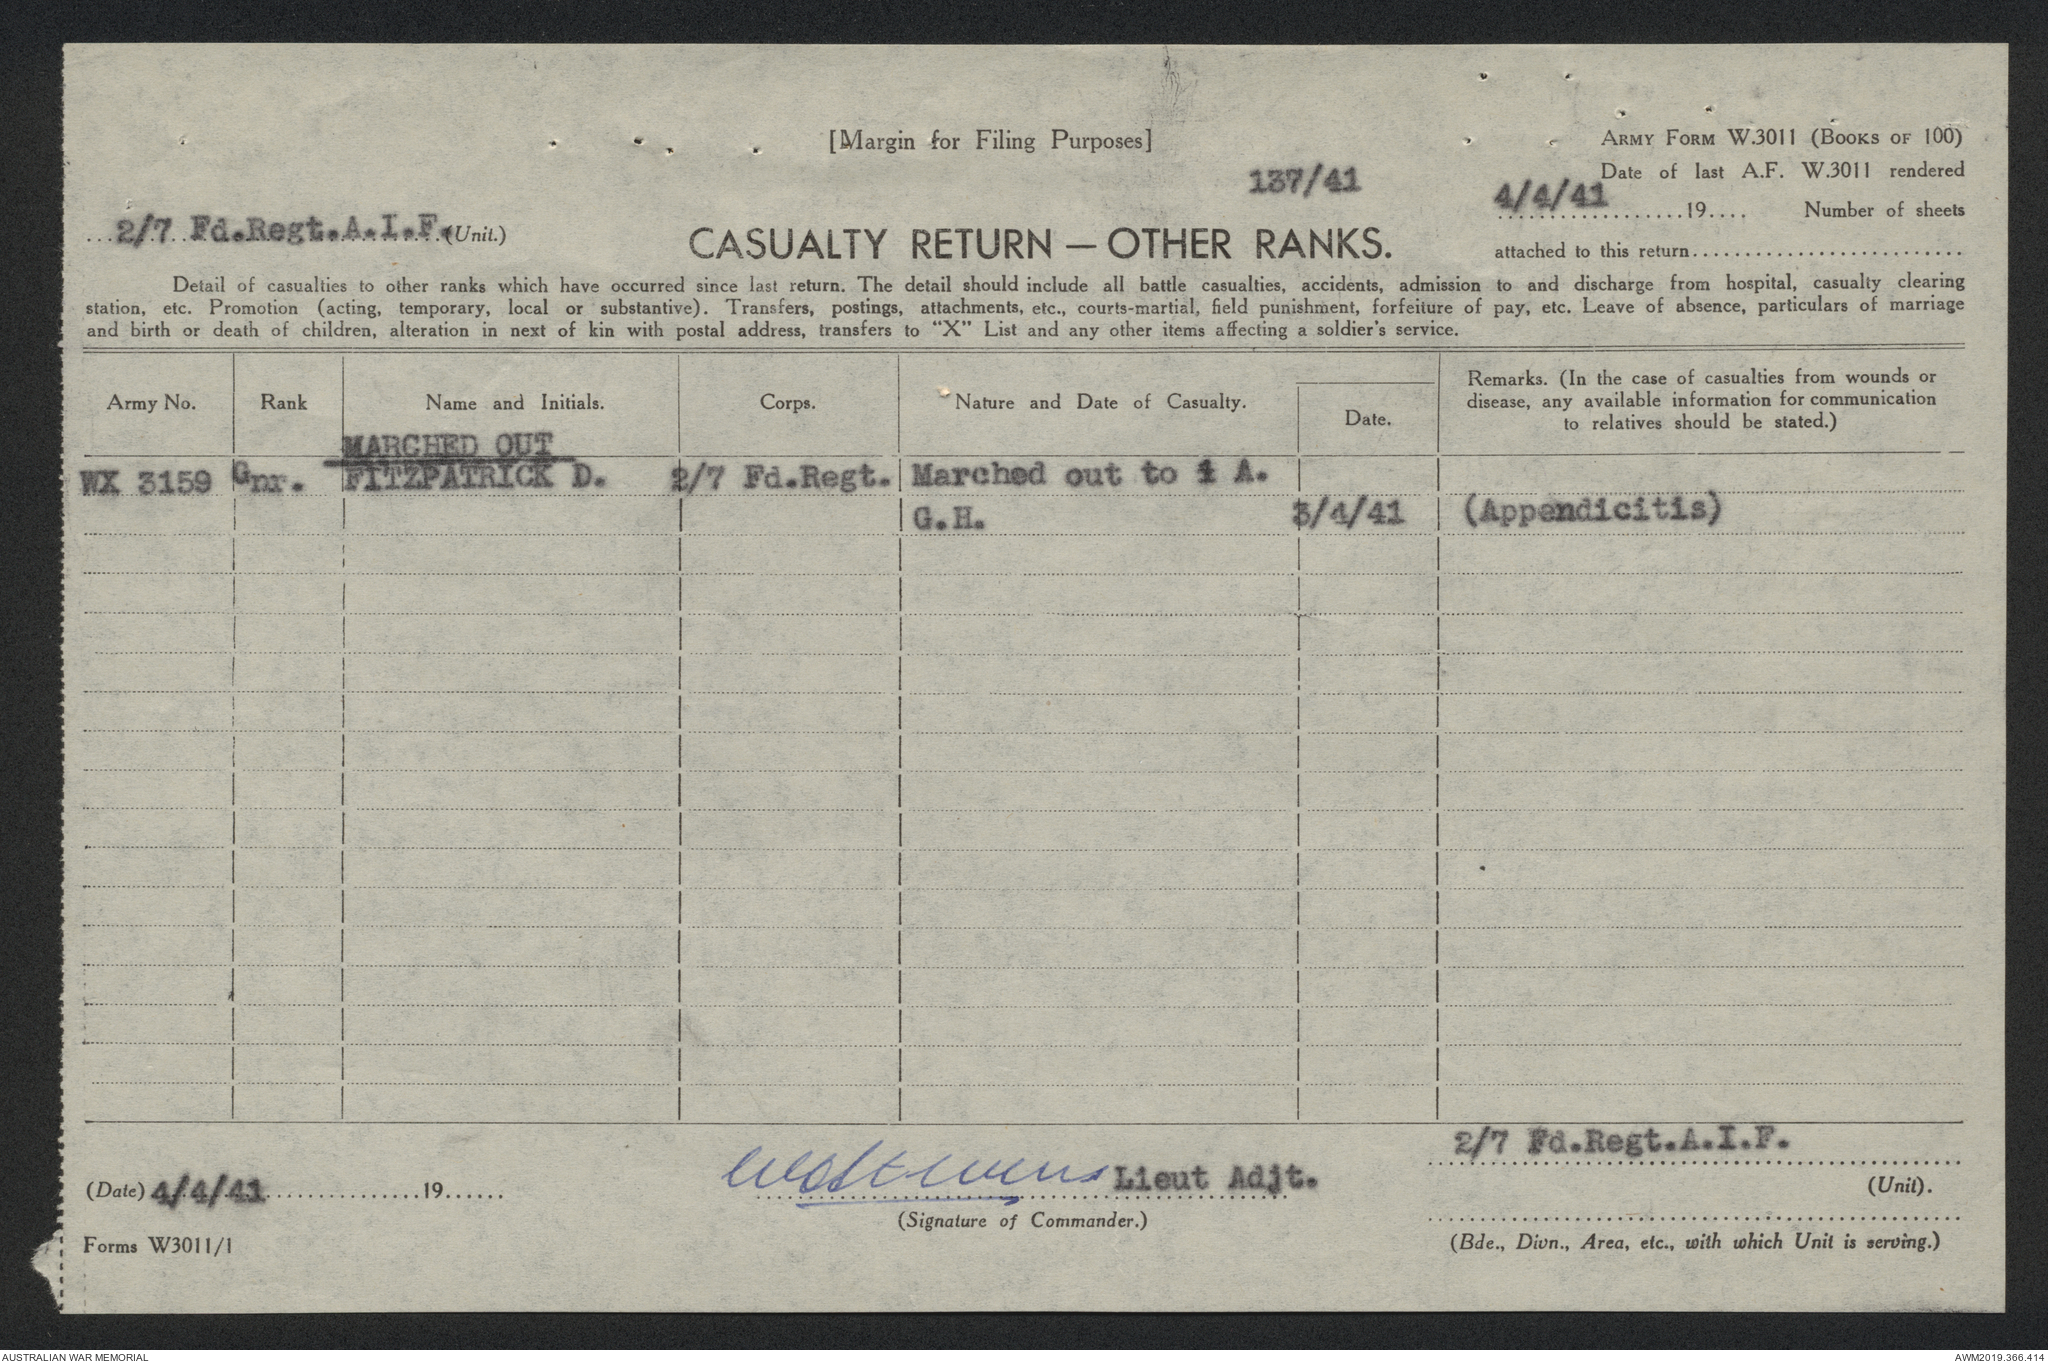 [Margin for Filing Purposes]
ARMY FORM W.3011 (BOOKS OF 100)
137/41
Date of last A.F. W.3011 rendered
4/4/41 19.... Number of sheets
2/7 Fd.Regt.A.I.F. (Unit.)
CASUALTY RETURN — OTHER RANKS.
attached to this return
Detail of casualties to other ranks which have occurred since last return. The detail should include all battle casualties, accidents, admission to and discharge from hospital, casualty clearing
station, etc. Promotion (acting, temporary, local or substantive). Transfers, postings, attachments, etc., courts-martial, field punishment, forfeiture of pay, etc. Leave of absence, particulars of marriage
and birth or death of children, alteration in next of kin with postal address, transfers to “X” List and any other items affecting a soldier's service.
Army No. Rank Name and Initials. Corps. Nature and Date of Casualty. Date.
Remarks. (In the case of casualties from wounds or
disease, any available information for communication
to relatives should be stated.)
MARCHED OUT
WX 3159 Gnr. FITZPATRICK D. 2/7 Fd.Regt. Marched out to 1 A.
G.H. 3/4/41 (Appendicitis)
2/7 Fd.Regt.A.I.F.
(Date) 4/4/41 19...... Lieut Adjt.
(Unit).
(Signature of Commander.)
Forms W3011/1
(Bde., Divn., Area, etc., with which Unit is serving.)
AUSTRALIAN WAR MEMORIAL
AWM2019.366.414